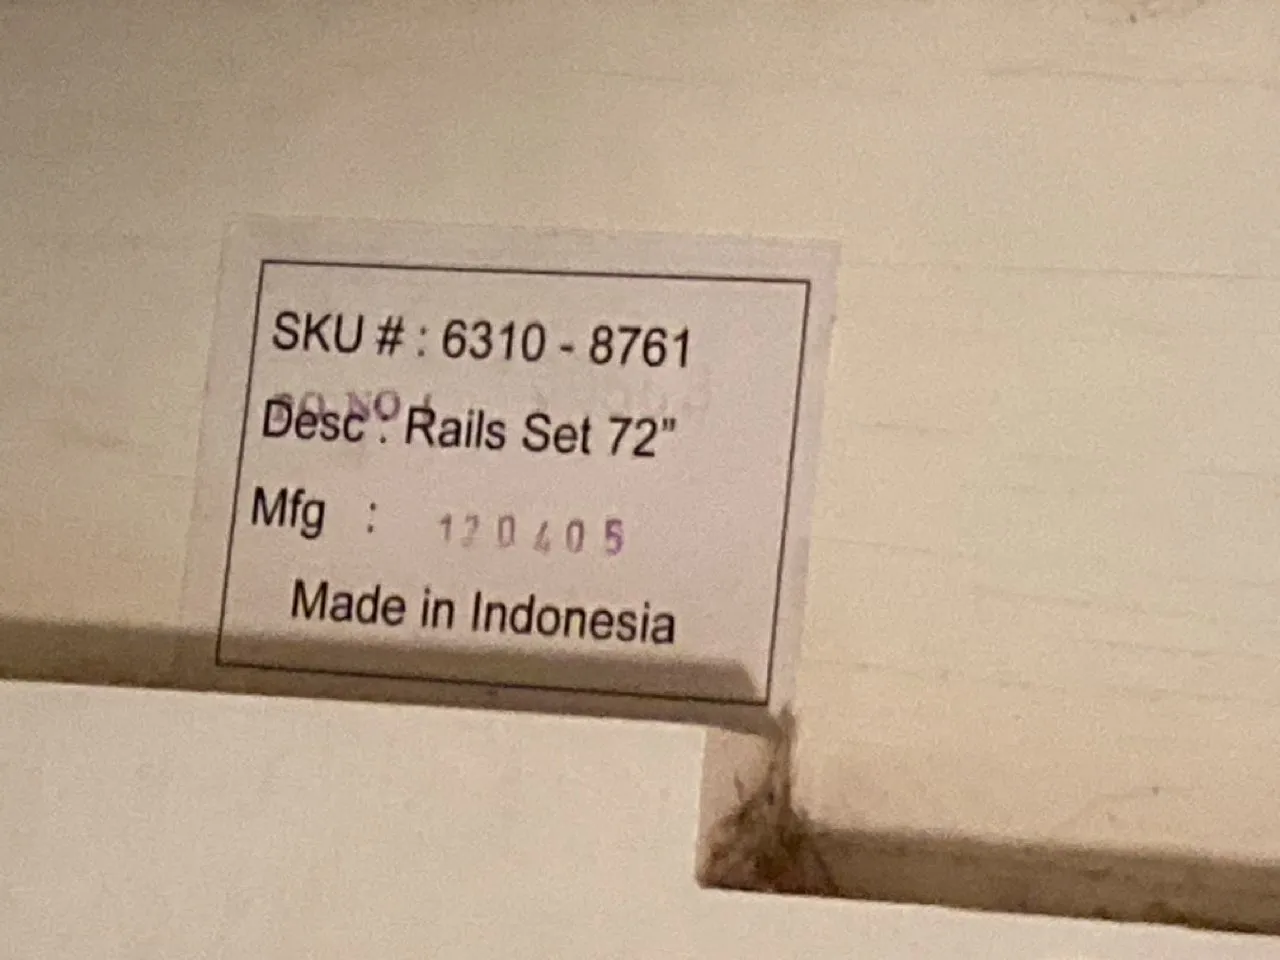 SKU # : 6310 - 8761
Desc : Rails Set 72"
Mfg : 120405
Made in Indonesia